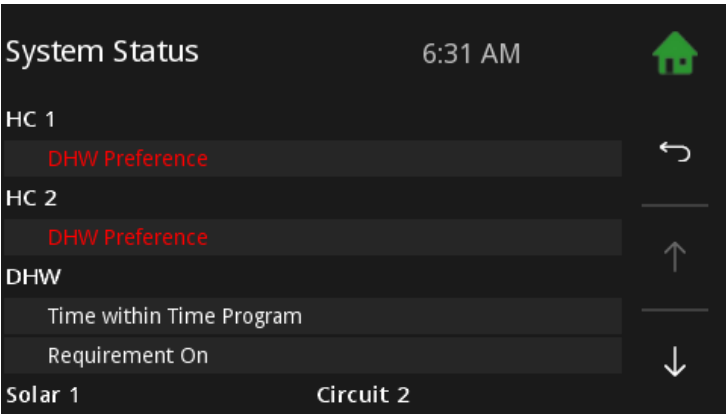 System Status 6:31 AM
HC 1
DHW Preference
HC 2
DHW Preference
DHW
Time within Time Program
Requirement On
Solar 1 Circuit 2